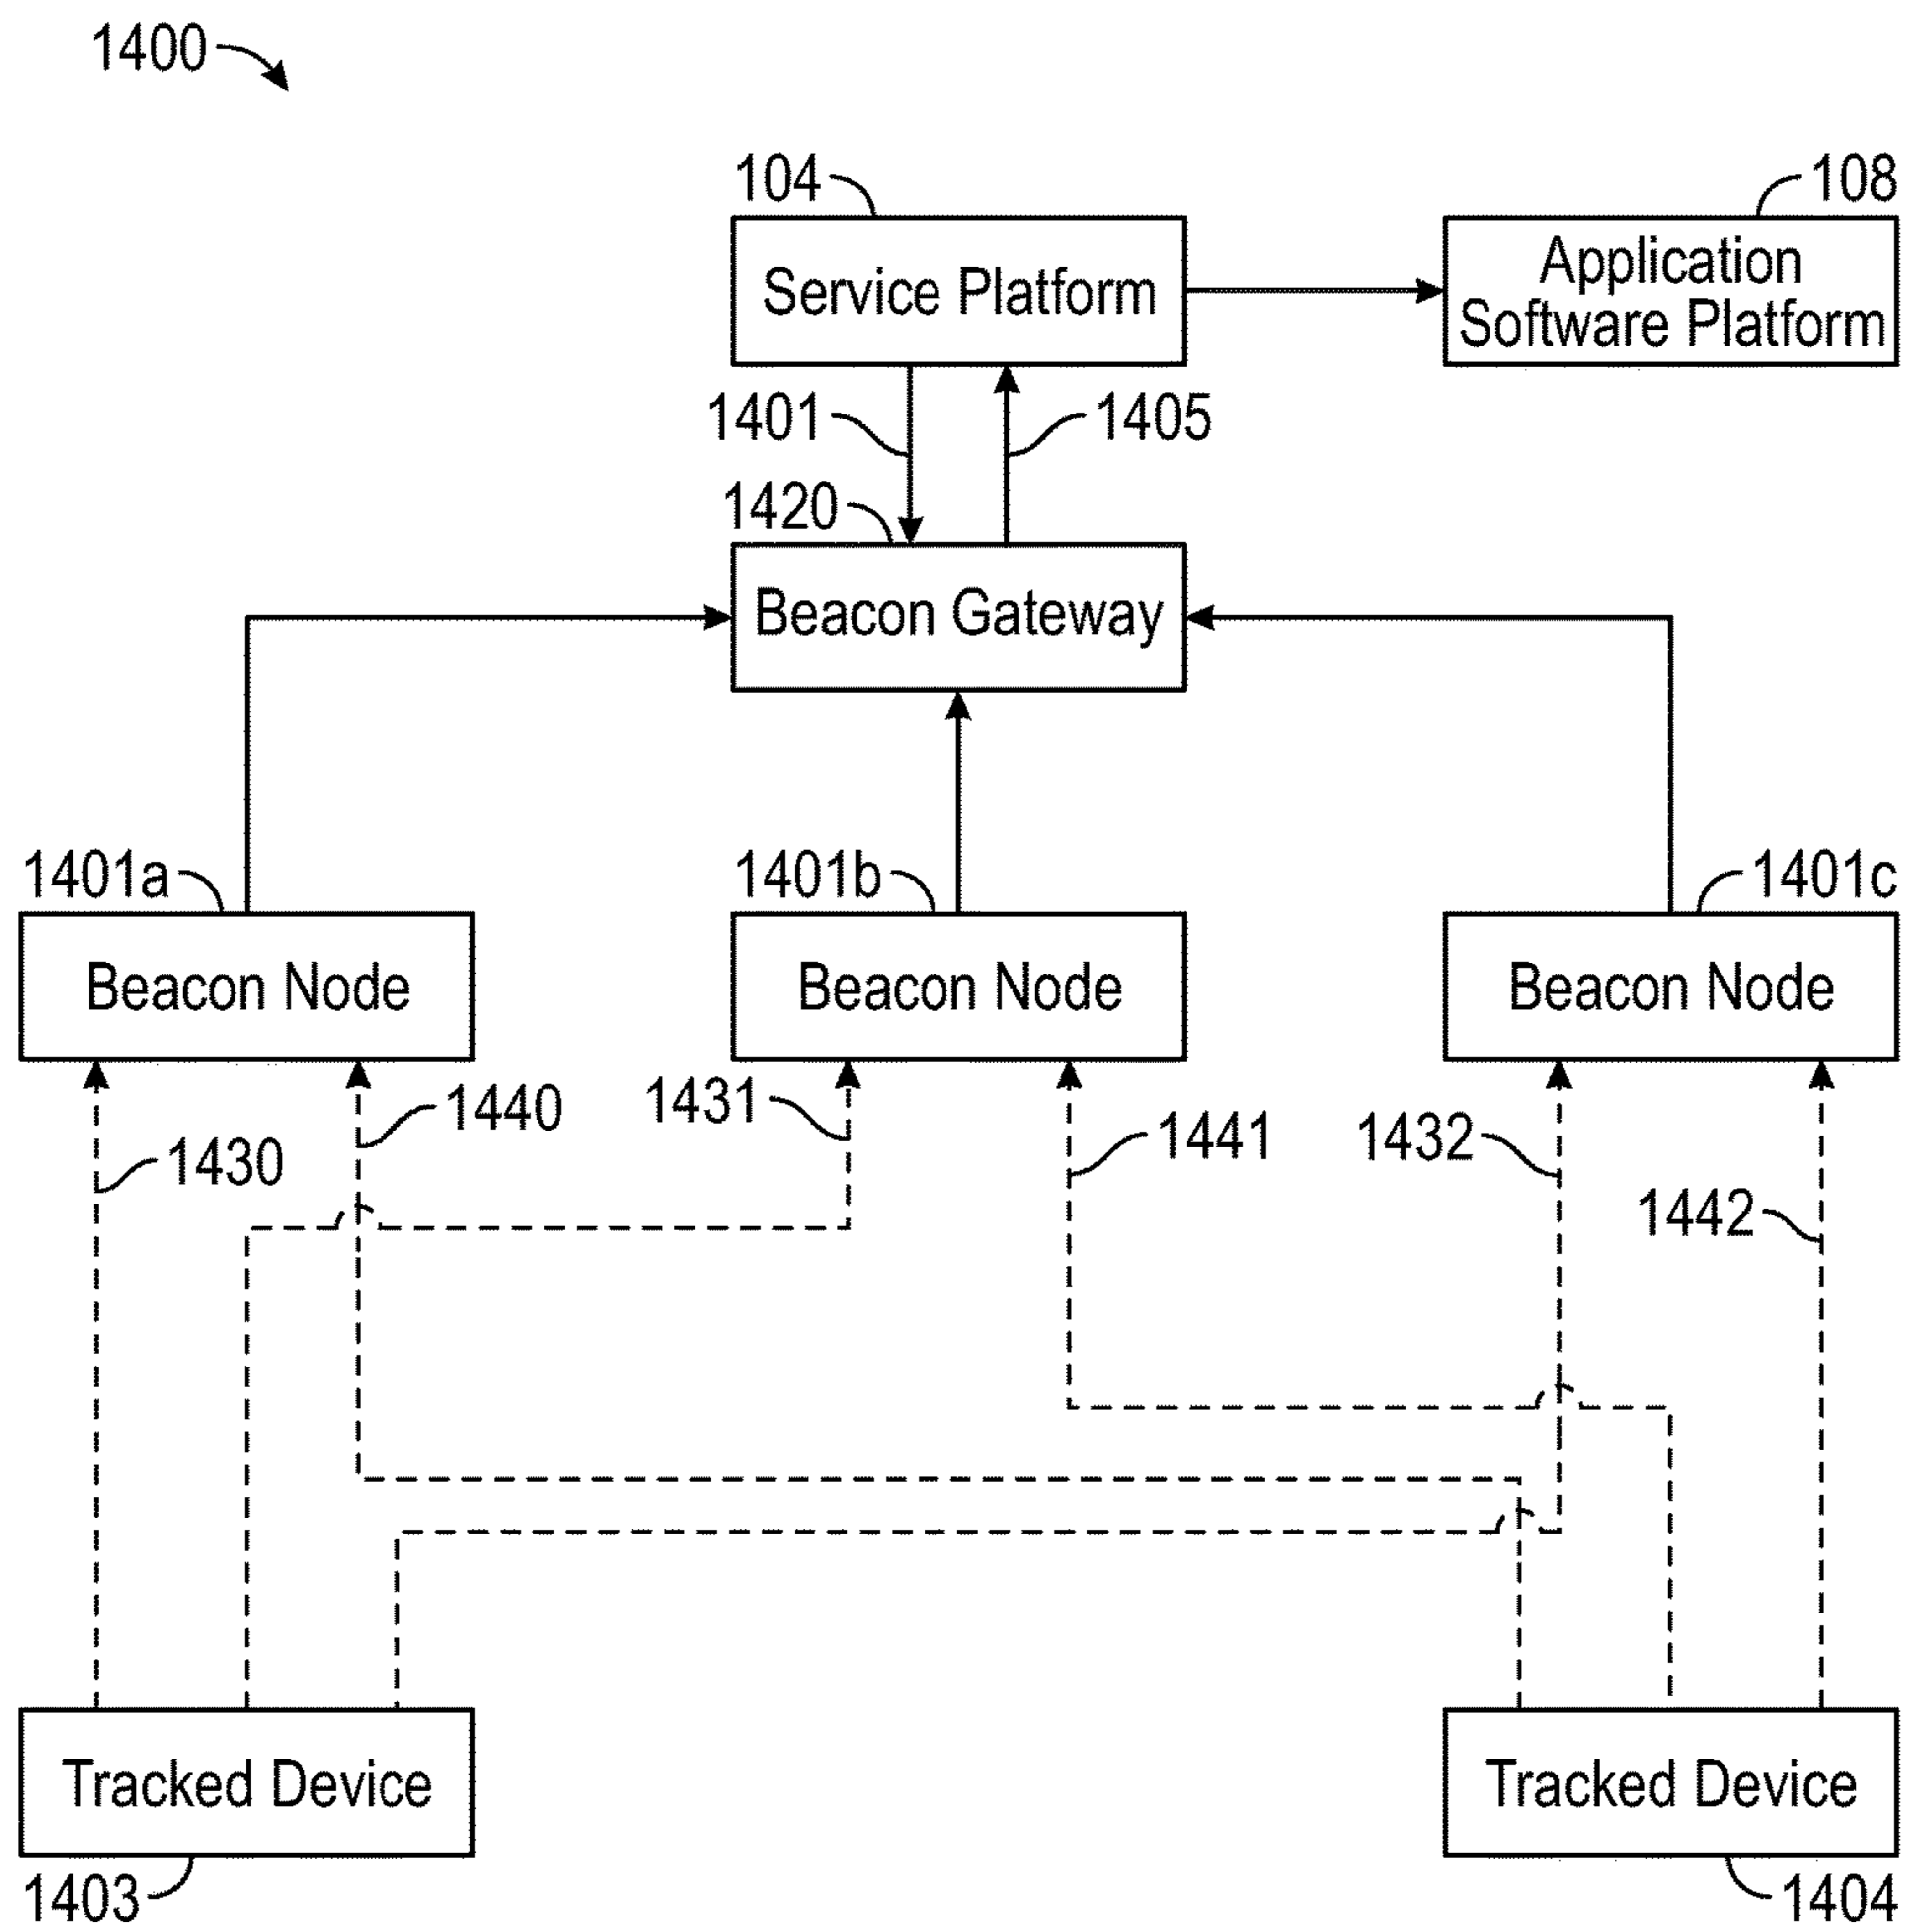 1400
104
108
Service Platform
Application
Software Platform
1401
1405
1420
Beacon Gateway
1401a
1401b
1401c
Beacon Node
Beacon Node
Beacon Node
1430
1440
1431
1441
1432
1442
Tracked Device
Tracked Device
1403
1404